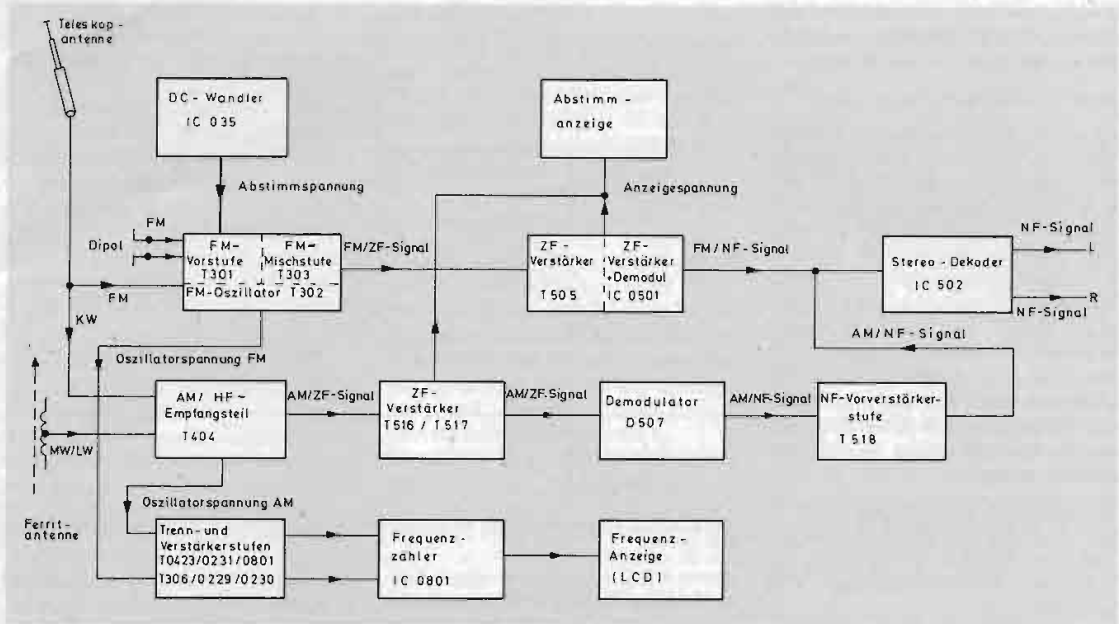 Teleskop-
antenne
DC-Wandler
IC 035
Abstimm-
anzeige
Abstimmspannung
Anzeigespannung
FM
Dipol
FM-
Vorstufe
T301
FM-
Mischstufe
T303
FM-Oszillator T302
FM/ZF-Signal
ZF-
Verstärker
T505
ZF-
Verstärker
+Demodul
IC 0501
FM/NF-Signal
Stereo-Dekoder
IC 502
NF-Signal
L
R
NF-Signal
FM
KW
Oszillatorspannung FM
AM/NF-Signal
AM/HF-
Empfangsteil
T404
AM/ZF-Signal
ZF-
Verstärker
T516 / T517
AM/ZF-Signal
Demodulator
D507
AM/NF-Signal
NF-Vorverstärker-
stufe
T518
MW/LW
Oszillatorspannung AM
Ferrit-
antenne
Trenn- und
Verstärkerstufen
T0423/0231/0801
T306/0229/0230
Frequenz-
zähler
IC 0801
Frequenz-
Anzeige
(LCD)